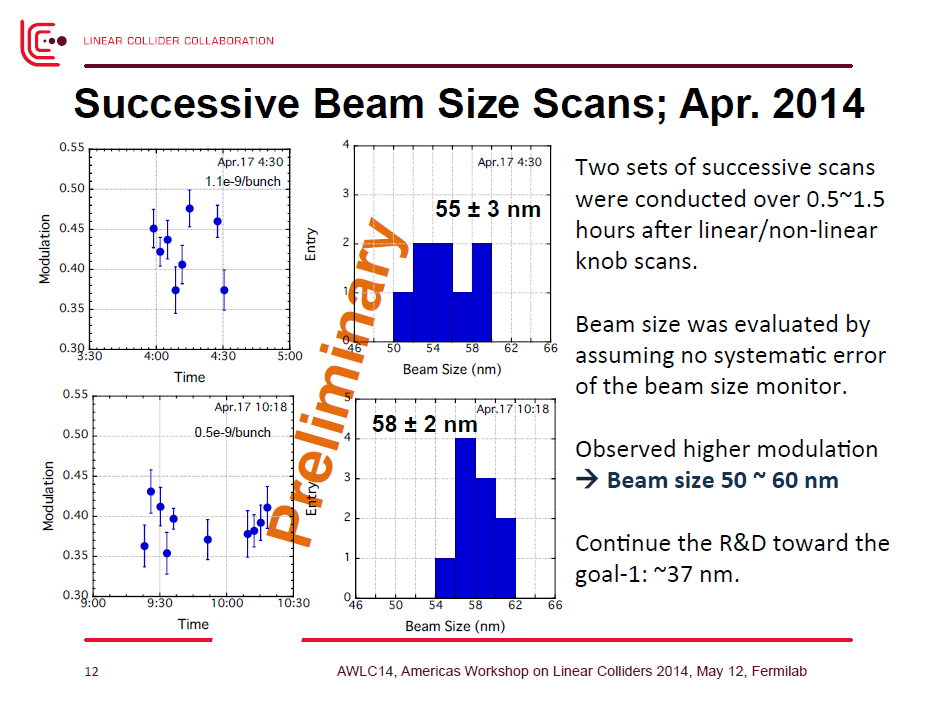 LINEAR COLLIDER COLLABORATION
Successive Beam Size Scans; Apr. 2014
0.55
0.50
0.45
0.40
0.35
0.30
Modulation
Apr.17 4:30
1.1e-9/bunch
3:30 4:00 4:30 5:00
Time
4
3
2
1
0
Entry
Apr.17 4:30
55 ± 3 nm
46 50 54 58 62 66
Beam Size (nm)
Preliminary
0.55
0.50
0.45
0.40
0.35
0.30
Modulation
Apr.17 10:18
0.5e-9/bunch
9:00 9:30 10:00 10:30
Time
5
4
3
2
1
0
Entry
Apr.17 10:18
58 ± 2 nm
46 50 54 58 62 66
Beam Size (nm)
Two sets of successive scans
were conducted over 0.5~1.5
hours after linear/non-linear
knob scans.
Beam size was evaluated by
assuming no systematic error
of the beam size monitor.
Observed higher modulation
→ Beam size 50 ~ 60 nm
Continue the R&D toward the
goal-1: ~37 nm.
12
AWLC14, Americas Workshop on Linear Colliders 2014, May 12, Fermilab